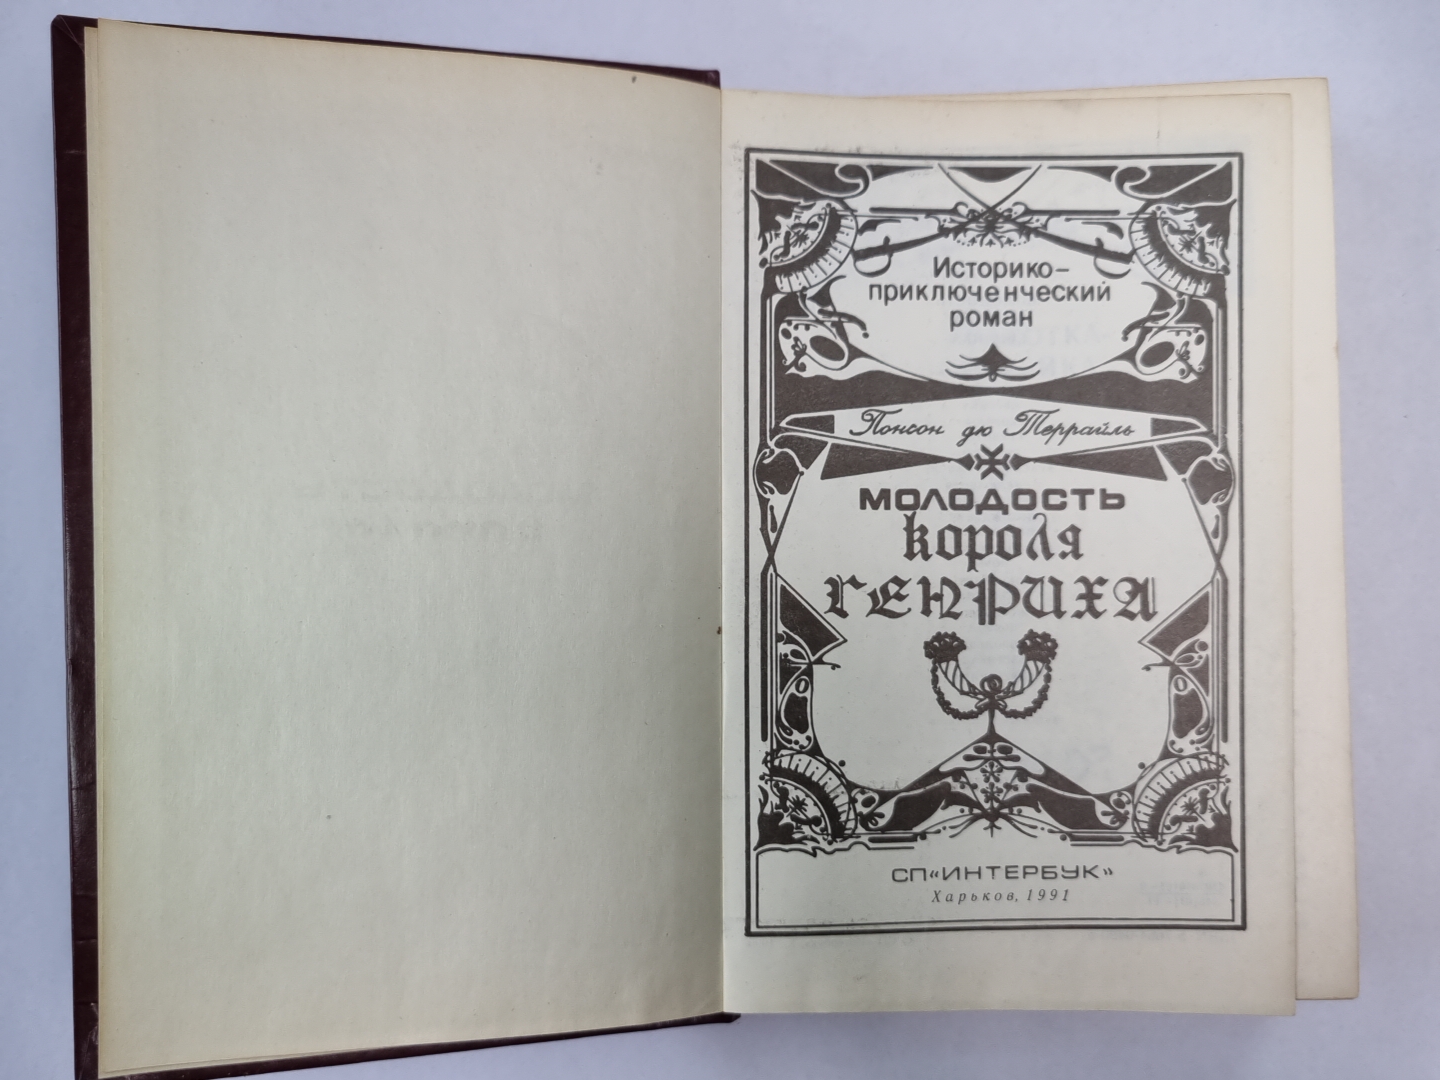 Историко-
приключенческий
роман
Понсон дю Террайль
МОЛОДОСТЬ
короля
ГЕНРИХА
СП«ИНТЕРБУК»
Харьков, 1991